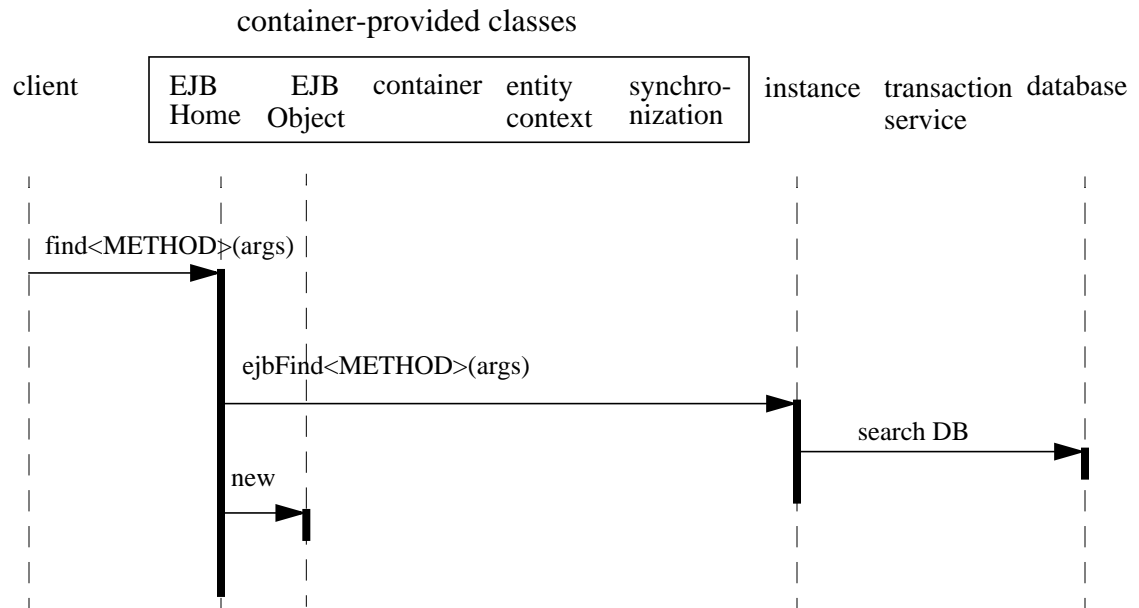 container-provided classes
client
EJB
Home
EJB
Object
container
entity
context
synchro-
nization
instance
transaction
service
database
find<METHOD>(args)
ejbFind<METHOD>(args)
search DB
new